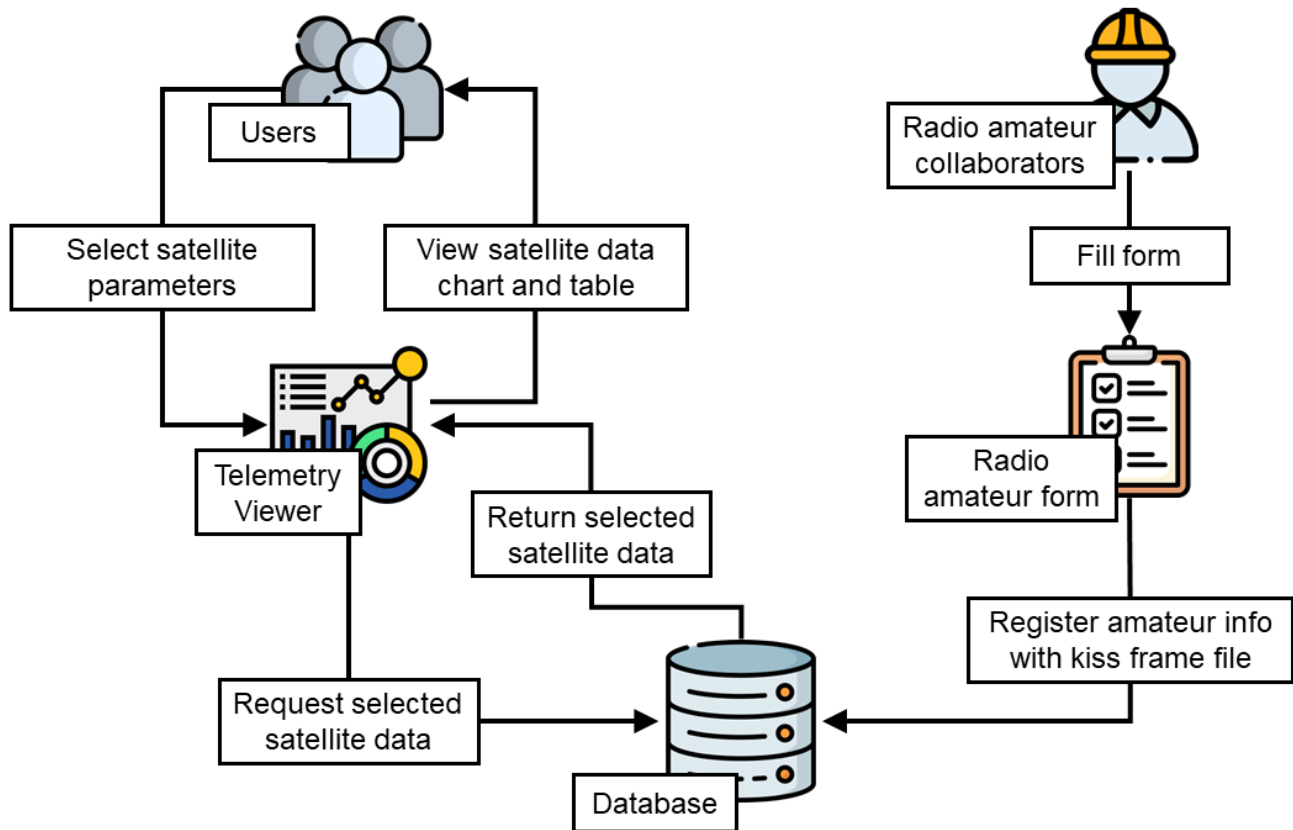 Users
Radio amateur
collaborators
Select satellite
parameters
View satellite data
chart and table
Fill form
Telemetry
Viewer
Radio
amateur form
Return selected
satellite data
Register amateur info
with kiss frame file
Request selected
satellite data
Database